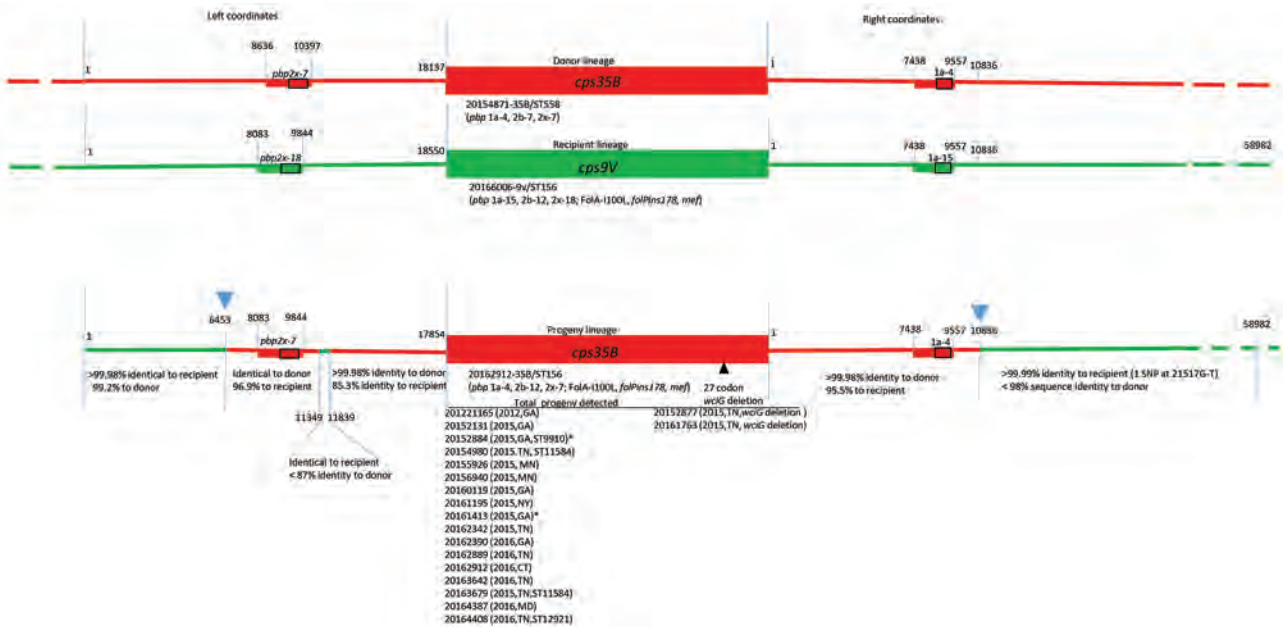 Left coordinates
Right coordinates
8636 10397
7438 9557 10836
1
pbp2x-7
18137
Donor lineage
1
1a-4
cps35B
20154871-35B/ST558
(pbp 1a-4, 2b-7, 2x-7)
8083 9844
7438 9557 10836
1
pbp2x-18
18550
Recipient lineage
1
1a-15
58982
cps9V
20166006-9v/ST156
(pbp 1a-15, 2b-12, 2x-18; FolA-I100L, folPins178, mef)
6453
8083 9844
7438 9557 10836
58982
1
pbp2x-7
17854
Progeny lineage
1
1a-4
cps35B
>99.98% identical to recipient
99.2% to donor
Identical to donor
96.9% to recipient
>99.98% identity to donor
85.3% identity to recipient
20162912-35B/ST156
(pbp 1a-4, 2b-12, 2x-7; FolA-I100L, folPins178, mef)
27 codon
wciG deletion
>99.98% identity to donor
95.5% to recipient
>99.99% identity to recipient (1 SNP at 21517G-T)
< 98% sequence identity to donor
11349 11839
Identical to recipient
< 87% identity to donor
Total progeny detected
201221165 (2012,GA)
20152131 (2015,GA)
20152884 (2015,GA,ST9910)*
20154980 (2015.TN,ST11584)
20155926 (2015, MN)
20156940 (2015,MN)
20160119 (2015,GA)
20161195 (2015,NY)
20161413 (2015,GA)*
20162342 (2015,TN)
20162390 (2016,GA)
20162889 (2016,TN)
20162912 (2016,CT)
20163642 (2016,TN)
20163679 (2015,TN,ST11584)
20164387 (2016,MD)
20164408 (2016,TN,ST12921)
20152877 (2015,TN,wciG deletion )
20161763 (2015,TN, wciG deletion)